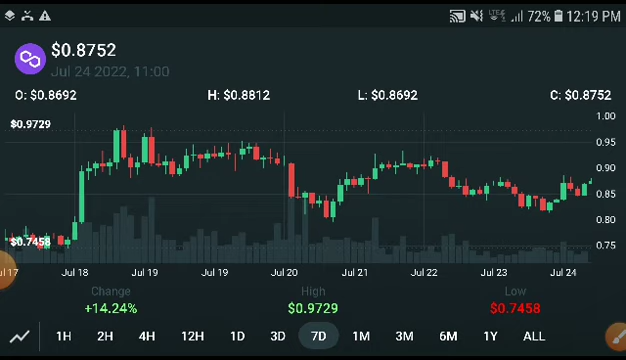 72% 12:19 PM
$0.8752
Jul 24 2022, 11:00
O: $0.8692 H: $0.8812 L: $0.8692 C: $0.8752
$0.9729
1.00
0.95
0.90
0.85
0.80
$0.7458
0.75
Jul 18 Jul 19 Jul 19 Jul 20 Jul 21 Jul 22 Jul 23 Jul 24
Change High Low
+14.24% $0.9729 $0.7458
1H 2H 4H 12H 1D 3D 7D 1M 3M 6M 1Y ALL